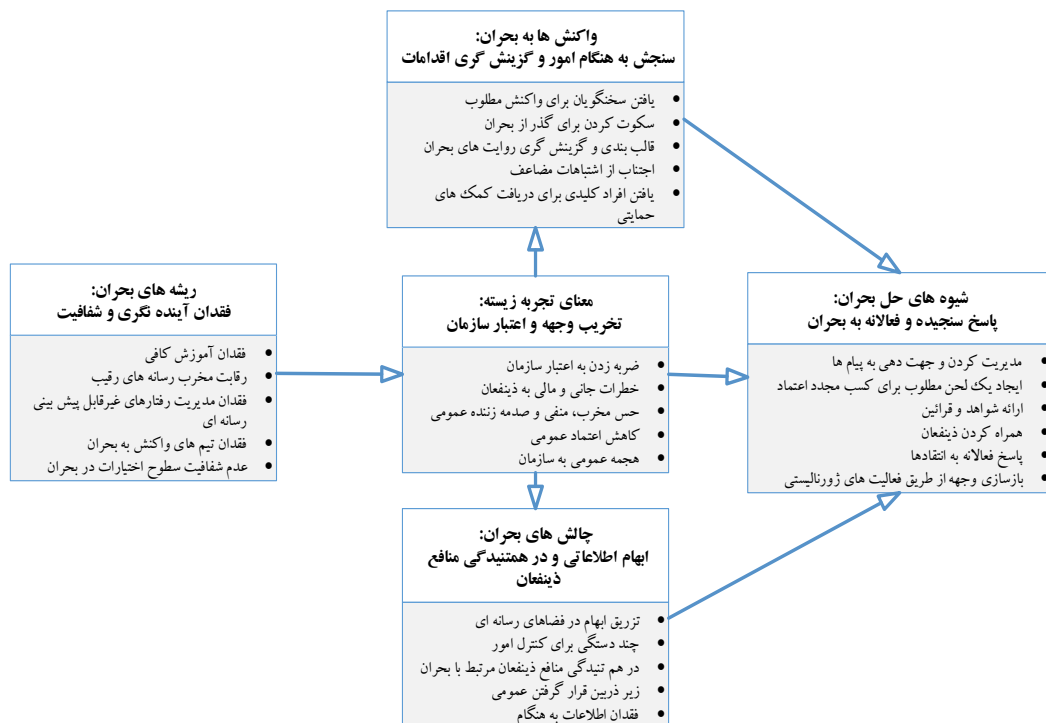 واکنش ها به بحران:
سنجش به هنگام امور و گزینش گری اقدامات
• یافتن سخنگویان برای واکنش مطلوب
• سکوت کردن برای گذر از بحران
• قالب بندی و گزینش گری روایت های بحران
• اجتناب از اشتباهات مضاعف
• یافتن افراد کلیدی برای دریافت کمک های
حمایتی
ریشه های بحران:
فقدان آینده نگری و شفافیت
• فقدان آموزش کافی
• رقابت مخرب رسانه های رقیب
• فقدان مدیریت رفتارهای غیرقابل پیش بینی
رسانه ای
• فقدان تیم های واکنش به بحران
• عدم شفافیت سطوح اختیارات در بحران
معنای تجربه زیسته:
تخریب وجهه و اعتبار سازمان
• ضربه زدن به اعتبار سازمان
• خطرات جانی و مالی به ذینفعان
• حس مخرب، منفی و صدمه زننده عمومی
• کاهش اعتماد عمومی
• هجمه عمومی به سازمان
شیوه های حل بحران:
پاسخ سنجیده و فعالانه به بحران
• مدیریت کردن و جهت دهی به پیام ها
• ایجاد یک لحن مطلوب برای کسب مجدد اعتماد
• ارائه شواهد و قرائن
• همراه کردن ذینفعان
• پاسخ فعالانه به انتقادها
• بازسازی وجهه از طریق فعالیت های ژورنالیستی
چالش های بحران:
ابهام اطلاعاتی و در همتنیدگی منافع
ذینفعان
• تزریق ابهام در فضاهای رسانه ای
• چند دستگی برای کنترل امور
• در هم تنیدگی منافع ذینفعان مرتبط با بحران
• زیر ذربین قرار گرفتن عمومی
• فقدان اطلاعات به هنگام